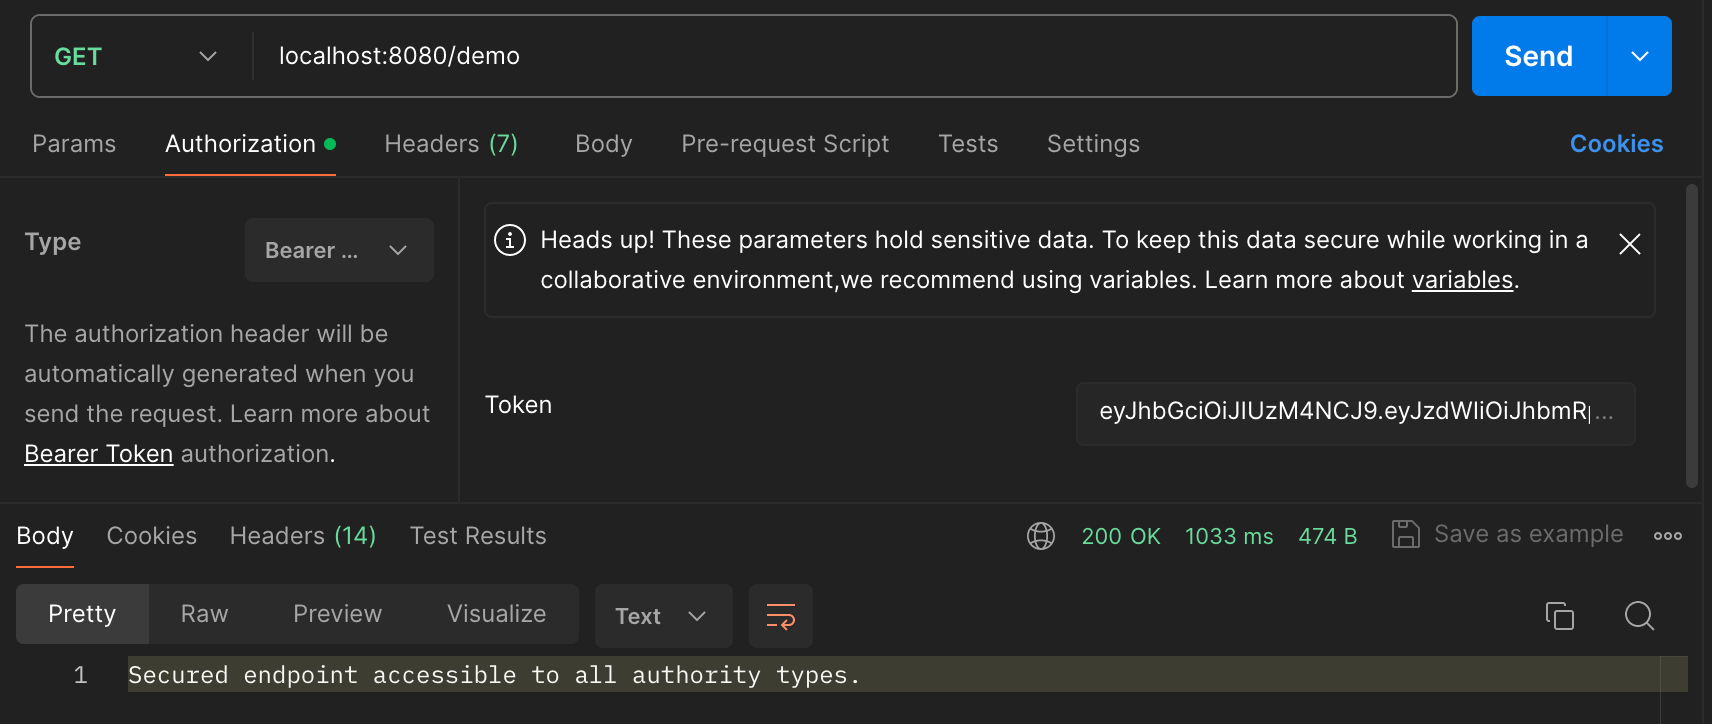 GET localhost:8080/demo Send
Params Authorization Headers (7) Body Pre-request Script Tests Settings Cookies
Type Bearer ...
The authorization header will be
automatically generated when you
send the request. Learn more about
Bearer Token authorization.
Heads up! These parameters hold sensitive data. To keep this data secure while working in a
collaborative environment,we recommend using variables. Learn more about variables.
Token eyJhbGciOiJIUzM4NCJ9.eyJzdWIiOiJhbmRp...
Body Cookies Headers (14) Test Results 200 OK 1033 ms 474 B Save as example
Pretty Raw Preview Visualize Text
1 Secured endpoint accessible to all authority types.